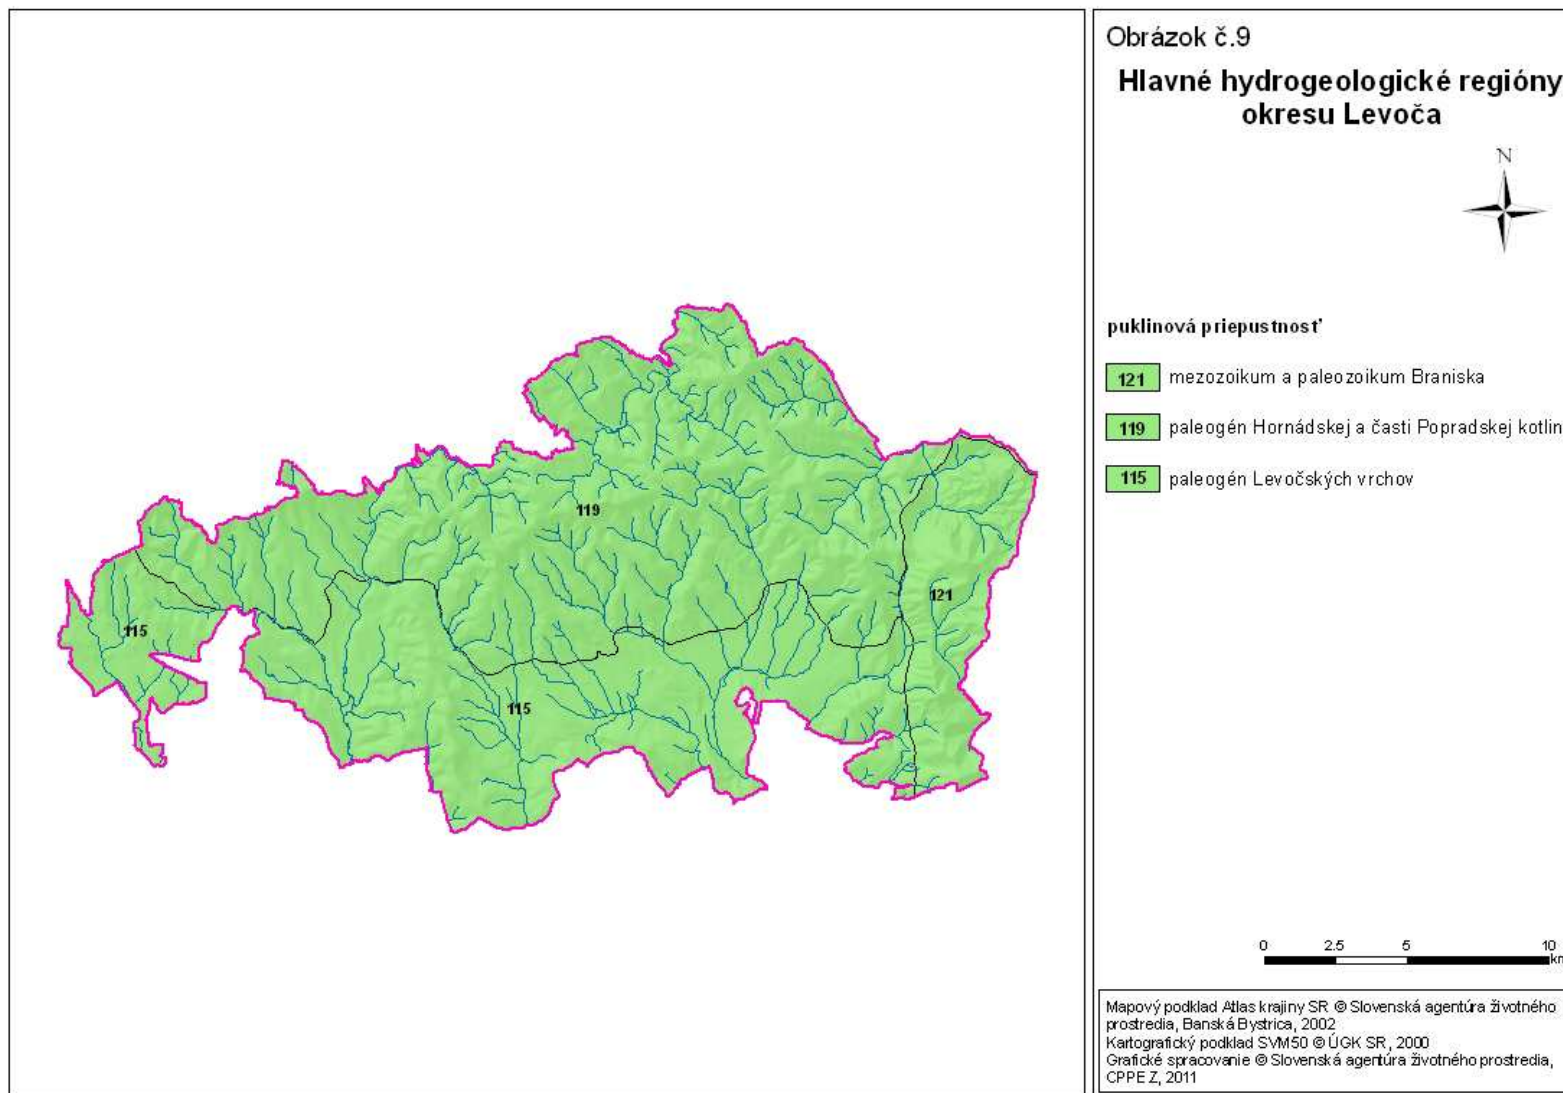 Obrázok č.9
Hlavné hydrogeologické regióny
okresu Levoča
N
puklinová priepustnosť
121 mezozoikum a paleozoikum Braniska
119 paleogén Hornádskej a časti Popradskej kotlin
115 paleogén Levočských vrchov
119
121
115
115
0 2.5 5 10
km
Mapový podklad Atlas krajiny SR © Slovenská agentúra životného
prostredia, Banská Bystrica, 2002
Kartografický podklad SVM50 © ÚGK SR, 2000
Grafické spracovanie © Slovenská agentúra životného prostredia,
CPPE Z, 2011